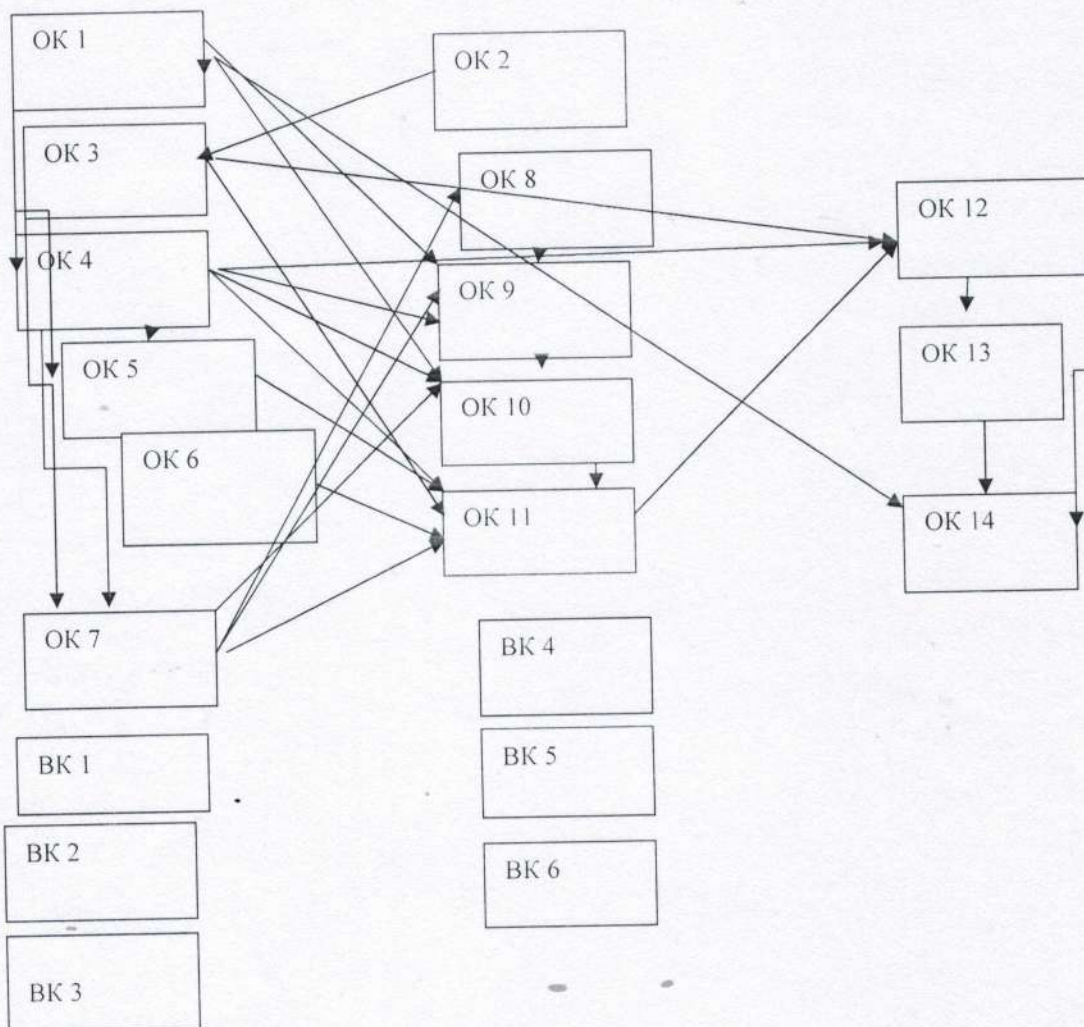 ОК 1
ОК 2
ОК 3
ОК 8
ОК 12
ОК 4
ОК 9
ОК 13
ОК 5
ОК 10
ОК 6
ОК 11
ОК 14
ОК 7
ВК 4
ВК 1
ВК 5
ВК 2
ВК 6
ВК 3